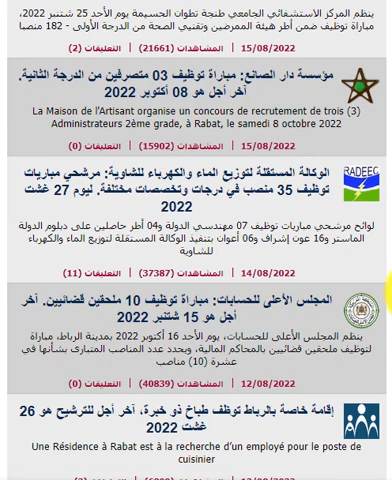 ينظم المركز الاستشفائي الجامعي طنجة تطوان الحسيمة يوم الأحد 25 شتنبر 2022،
مباراة توظيف ضمن أطر هيئة الممرضين وتقنيي الصحة من الدرجة الأولى - 182 منصبا
15/08/2022 | المشاهدات (21661) | التعليقات (2)
مؤسسة دار الصانع: مباراة توظيف 03 متصرفين من الدرجة الثانية.
آخر أجل هو 08 أكتوبر 2022
La Maison de l'Artisant organise un concours de recrutement de trois (3)
Administrateurs 2ème grade, à Rabat, le samedi 8 octobre 2022
15/08/2022 | المشاهدات (15902) | التعليقات (0)
RADEEC
الوكالة المستقلة لتوزيع الماء والكهرباء للشاوية: مرشحي مباريات
توظيف 35 منصب في درجات وتخصصات مختلفة. ليوم 27 غشت
2022
لوائح مرشحي مباريات توظيف 07 مهندسي الدولة و04 أطر حاصلين على دبلوم الدولة
الماستر و16 عون إشراف و06 أعوان بتنفيذ الوكالة المستقلة لتوزيع الماء والكهرباء
للشاوية
14/08/2022 | المشاهدات (37387) | التعليقات (11)
المجلس الأعلى للحسابات: مباراة توظيف 10 ملحقين قضائيين. آخر
أجل هو 15 شتنبر 2022
ينظم المجلس الأعلى للحسابات، يوم الأحد 16 أكتوبر 2022 بمدينة الرباط، مباراة
لتوظيف ملحقين قضائيين بالمحاكم المالية، ويحدد عدد المناصب المتبارى بشأنها في
عشرة (10) مناصب
12/08/2022 | المشاهدات (40839) | التعليقات (0)
إقامة خاصة بالرباط توظف طباخ ذو خبرة، آخر أجل للترشيح هو 26
غشت 2022
Une Résidence à Rabat est à la recherche d'un employé pour le poste de
cuisinier